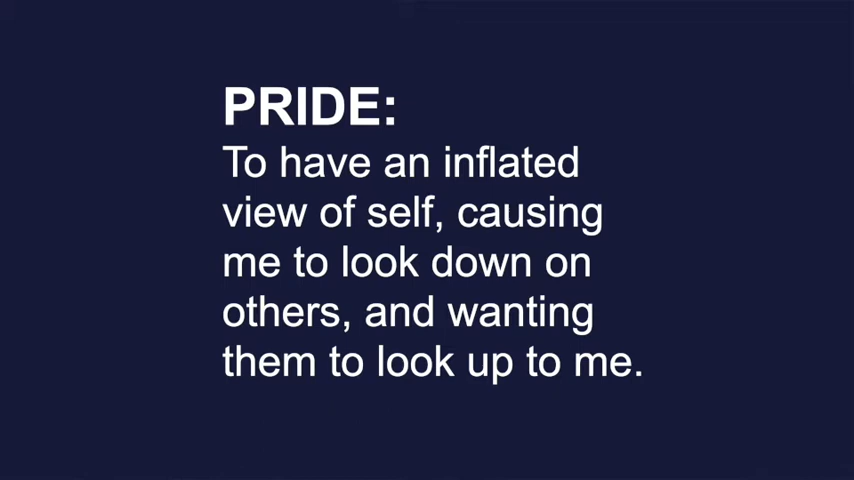 PRIDE:
To have an inflated
view of self, causing
me to look down on
others, and wanting
them to look up to me.